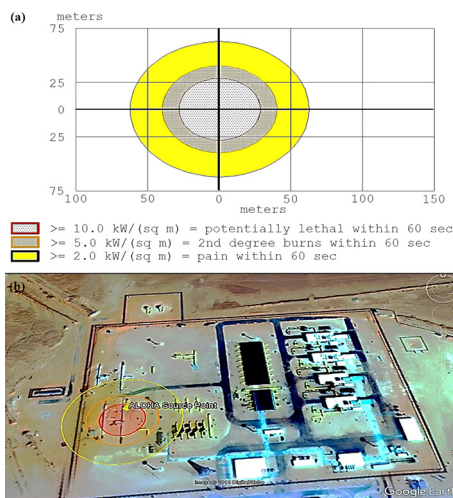 (a)
meters
75
25
0
25
75
100
50
0
50
100
150
meters
>= 10.0 kW/(sq m) = potentially lethal within 60 sec
>= 5.0 kW/(sq m) = 2nd degree burns within 60 sec
>= 2.0 kW/(sq m) = pain within 60 sec
(b)
ALOHA Source Point
Google Earth